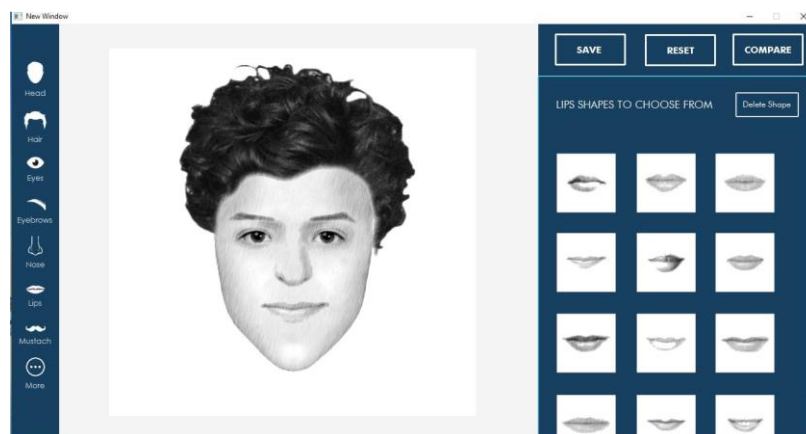 New Window
Head
Hair
Eyes
Eyebrows
Nose
Lips
Mustach
More
SAVE
RESET
COMPARE
LIPS SHAPES TO CHOOSE FROM
Delete Shape